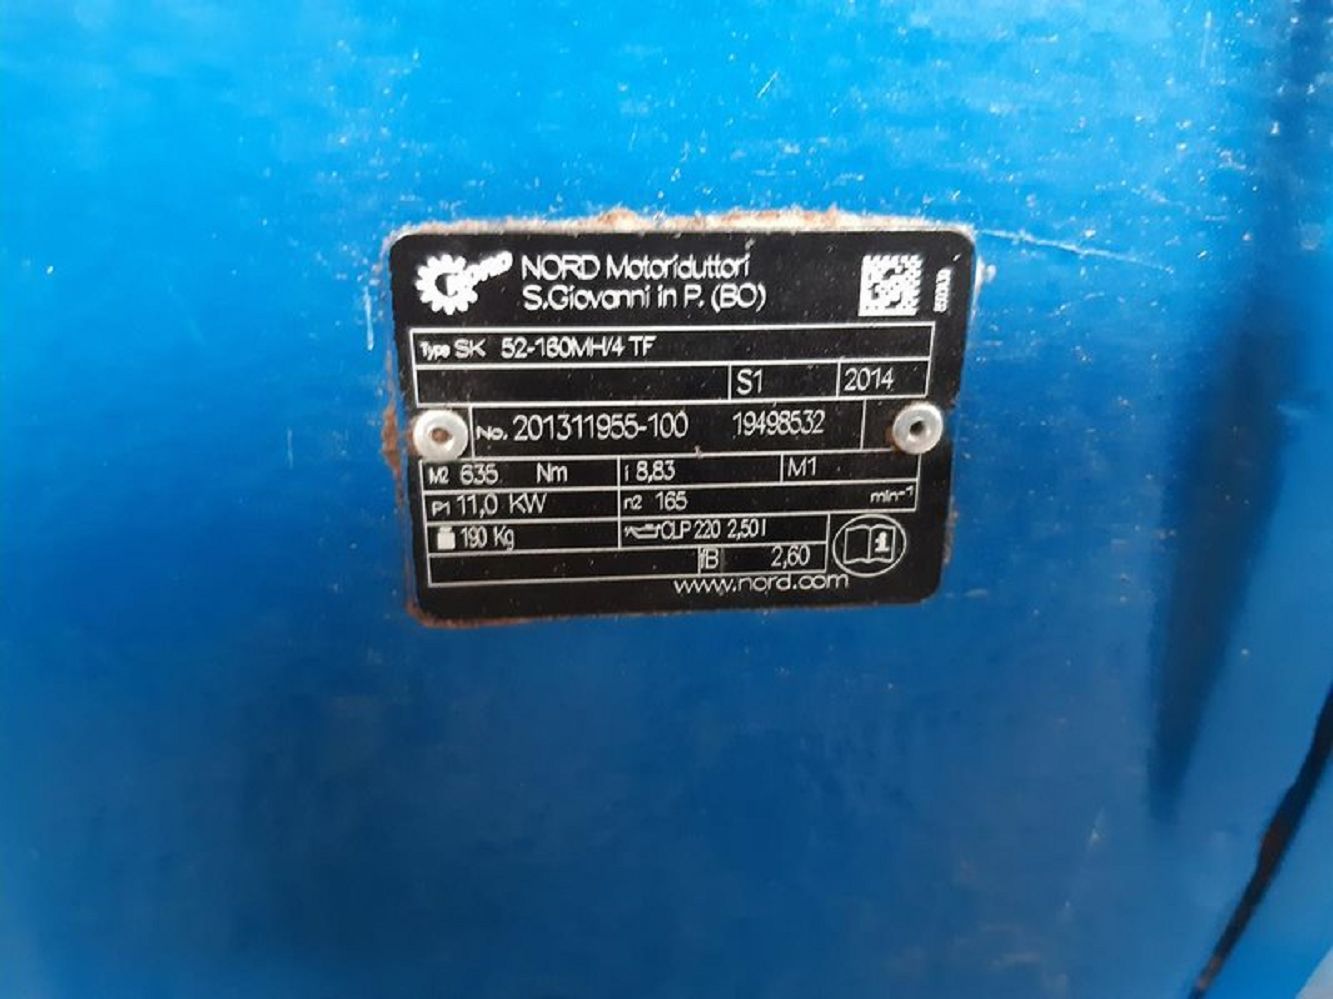 NORD
NORD Motoriduttori
S.Giovanni in P. (BO)
Type SK 52-160MH/4 TF
S1 2014
No. 201311955-100 19498532
M2 635 Nm i 8,83 M1
P1 11,0 KW n2 165 min-1
190 Kg CLP 220 2,50 l
fB 2,60
www.nord.com